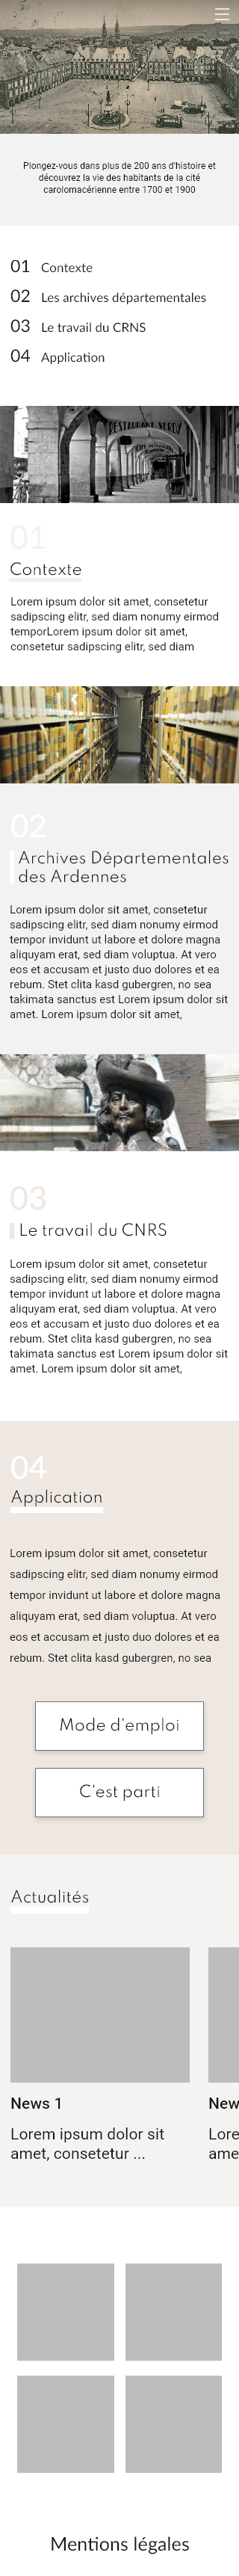 Plongez-vous dans plus de 200 ans d'histoire et
découvrez la vie des habitants de la cité
carolomacérienne entre 1700 et 1900
01 Contexte
02 Les archives départementales
03 Le travail du CRNS
04 Application
RESTAURANT VERDY
01
Contexte
Lorem ipsum dolor sit amet, consetetur
sadipscing elitr, sed diam nonumy eirmod
temporLorem ipsum dolor sit amet,
consetetur sadipscing elitr, sed diam
02
Archives Départementales
des Ardennes
Lorem ipsum dolor sit amet, consetetur
sadipscing elitr, sed diam nonumy eirmod
tempor invidunt ut labore et dolore magna
aliquyam erat, sed diam voluptua. At vero
eos et accusam et justo duo dolores et ea
rebum. Stet clita kasd gubergren, no sea
takimata sanctus est Lorem ipsum dolor sit
amet. Lorem ipsum dolor sit amet,
03
Le travail du CNRS
Lorem ipsum dolor sit amet, consetetur
sadipscing elitr, sed diam nonumy eirmod
tempor invidunt ut labore et dolore magna
aliquyam erat, sed diam voluptua. At vero
eos et accusam et justo duo dolores et ea
rebum. Stet clita kasd gubergren, no sea
takimata sanctus est Lorem ipsum dolor sit
amet. Lorem ipsum dolor sit amet,
04
Application
Lorem ipsum dolor sit amet, consetetur
sadipscing elitr, sed diam nonumy eirmod
tempor invidunt ut labore et dolore magna
aliquyam erat, sed diam voluptua. At vero
eos et accusam et justo duo dolores et ea
rebum. Stet clita kasd gubergren, no sea
Mode d'emploi
C'est parti
Actualités
News 1
New
Lorem ipsum dolor sit
amet, consetetur ...
Lore
ame
Mentions légales